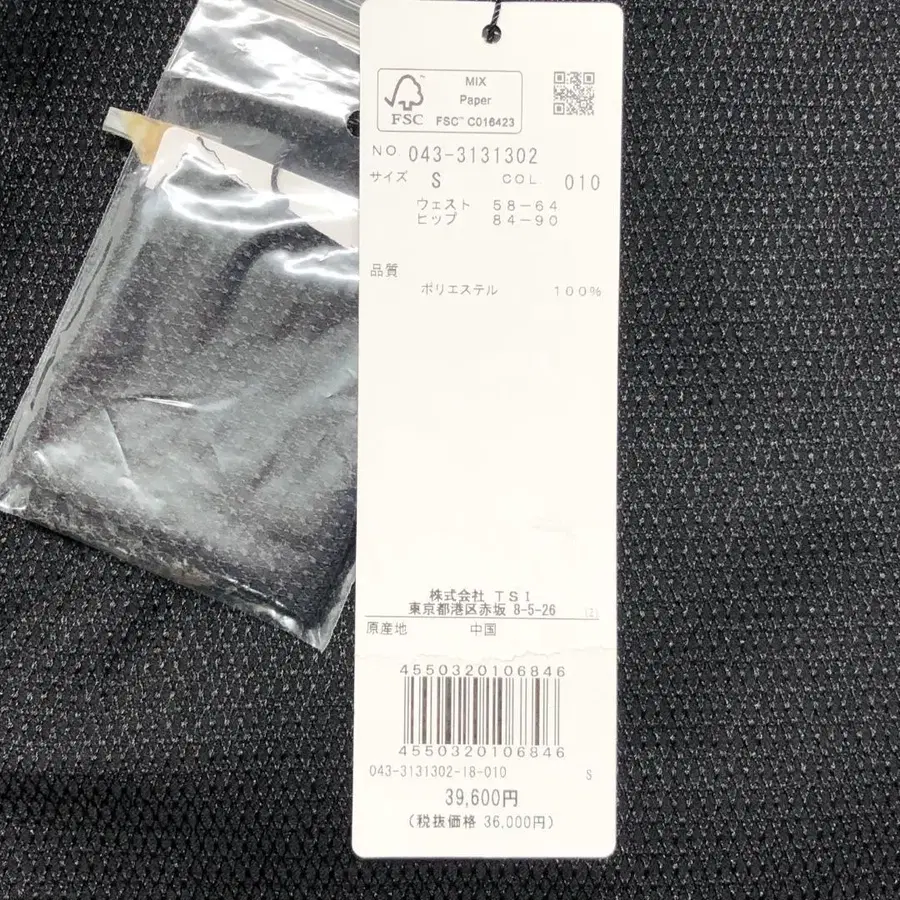 MIX
Paper
FSC™ C016423
FSC
NO. 043-3131302
サイズ S COL 010
ウェスト 58-64
ヒップ 84-90
品質
ポリエステル 100%
株式会社 TSI
東京都港区赤坂 8-5-26 (2)
原産地 中国
4550320106846
4550320106846
043-3131302-18-010 S
39,600円
(税抜価格 36,000円)